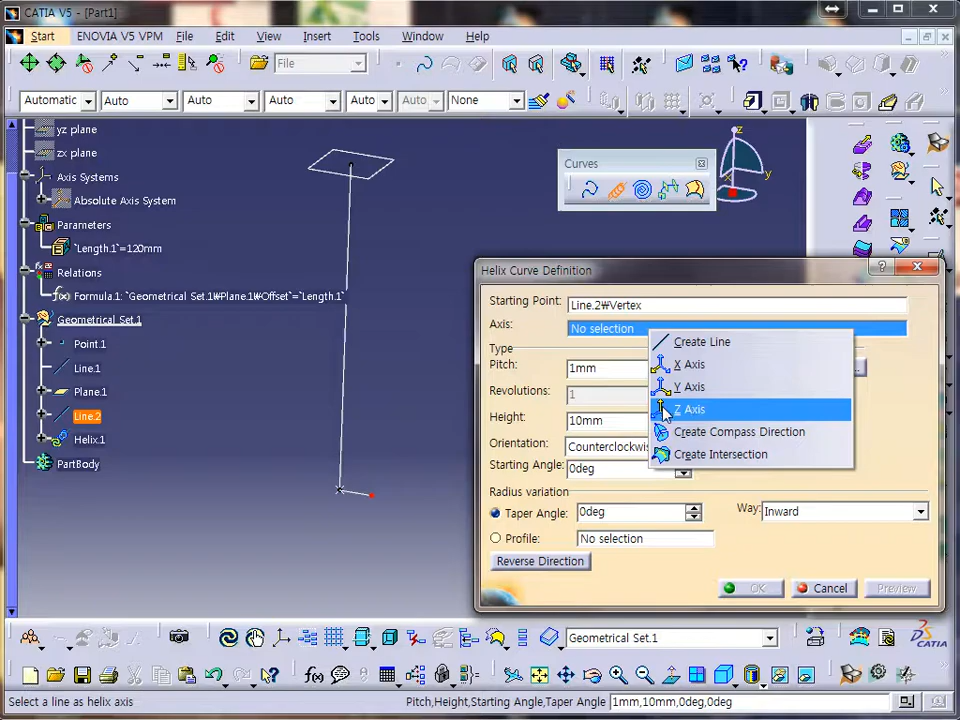 CATIA V5 - [Part1]
Start ENOVIA V5 VPM File Edit View Insert Tools Window Help
File
Automatic Auto Auto Auto Auto Auto None
yz plane
zx plane
Axis Systems
Absolute Axis System
Parameters
`Length.1`=120mm
Relations
Formula.1: `Geometrical Set.1₩Plane.1₩Offset`=`Length.1`
Geometrical Set.1
Point.1
Line.1
Plane.1
Line.2
Helix.1
PartBody
Curves
z
x
y
Helix Curve Definition
Starting Point: Line.2₩Vertex
Axis: No selection
Type
Pitch: 1mm
Revolutions: 1
Height: 10mm
Orientation: Counterclockwis
Starting Angle: 0deg
Create Line
X Axis
Y Axis
Z Axis
Create Compass Direction
Create Intersection
Radius variation
Taper Angle: 0deg Way: Inward
Profile: No selection
Reverse Direction
OK Cancel Preview
Geometrical Set.1
DS CATIA
Select a line as helix axis Pitch,Height,Starting Angle,Taper Angle 1mm,10mm,0deg,0deg